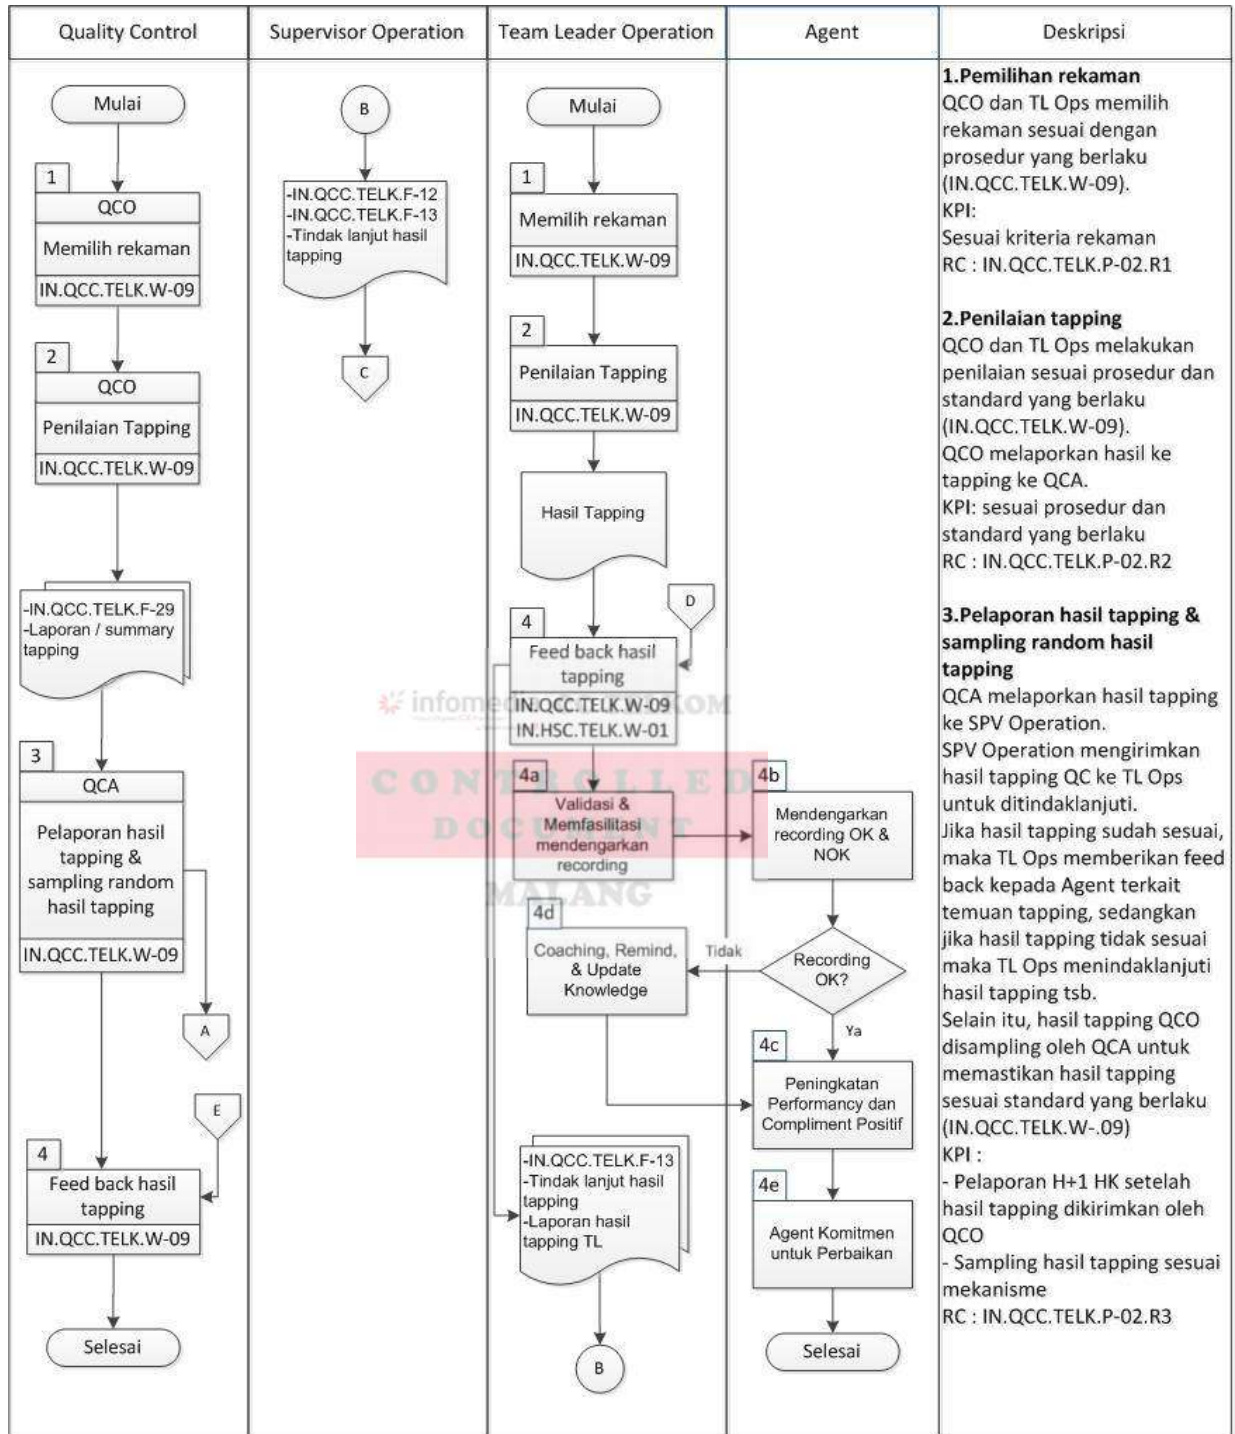 Quality Control
Supervisor Operation
Team Leader Operation
Agent
Deskripsi
Mulai
1
QCO
Memilih rekaman
IN.QCC.TELK.W-09
2
QCO
Penilaian Tapping
IN.QCC.TELK.W-09
-IN.QCC.TELK.F-29
-Laporan / summary
tapping
3
QCA
Pelaporan hasil
tapping &
sampling random
hasil tapping
IN.QCC.TELK.W-09
A
E
4
Feed back hasil
tapping
IN.QCC.TELK.W-09
Selesai
B
-IN.QCC.TELK.F-12
-IN.QCC.TELK.F-13
-Tindak lanjut hasil
tapping
C
Mulai
1
Memilih rekaman
IN.QCC.TELK.W-09
2
Penilaian Tapping
IN.QCC.TELK.W-09
Hasil Tapping
D
4
Feed back hasil
tapping
IN.QCC.TELK.W-09
IN.HSC.TELK.W-01
4a
Validasi &
Memfasilitasi
mendengarkan
recording
4d
Coaching, Remind,
& Update
Knowledge
Tidak
-IN.QCC.TELK.F-13
-Tindak lanjut hasil
tapping
-Laporan hasil
tapping TL
B
4b
Mendengarkan
recording OK &
NOK
Recording
OK?
Ya
4c
Peningkatan
Performancy dan
Compliment Positif
4e
Agent Komitmen
untuk Perbaikan
Selesai
infomedia
CONTROLLED
DOCUMENT
MALANG
1.Pemilihan rekaman
QCO dan TL Ops memilih
rekaman sesuai dengan
prosedur yang berlaku
(IN.QCC.TELK.W-09).
KPI:
Sesuai kriteria rekaman
RC : IN.QCC.TELK.P-02.R1
2.Penilaian tapping
QCO dan TL Ops melakukan
penilaian sesuai prosedur dan
standard yang berlaku
(IN.QCC.TELK.W-09).
QCO melaporkan hasil ke
tapping ke QCA.
KPI: sesuai prosedur dan
standard yang berlaku
RC : IN.QCC.TELK.P-02.R2
3.Pelaporan hasil tapping &
sampling random hasil
tapping
QCA melaporkan hasil tapping
ke SPV Operation.
SPV Operation mengirimkan
hasil tapping QC ke TL Ops
untuk ditindaklanjuti.
Jika hasil tapping sudah sesuai,
maka TL Ops memberikan feed
back kepada Agent terkait
temuan tapping, sedangkan
jika hasil tapping tidak sesuai
maka TL Ops menindaklanjuti
hasil tapping tsb.
Selain itu, hasil tapping QCO
disampling oleh QCA untuk
memastikan hasil tapping
sesuai standard yang berlaku
(IN.QCC.TELK.W-.09)
KPI :
- Pelaporan H+1 HK setelah
hasil tapping dikirimkan oleh
QCO
- Sampling hasil tapping sesuai
mekanisme
RC : IN.QCC.TELK.P-02.R3